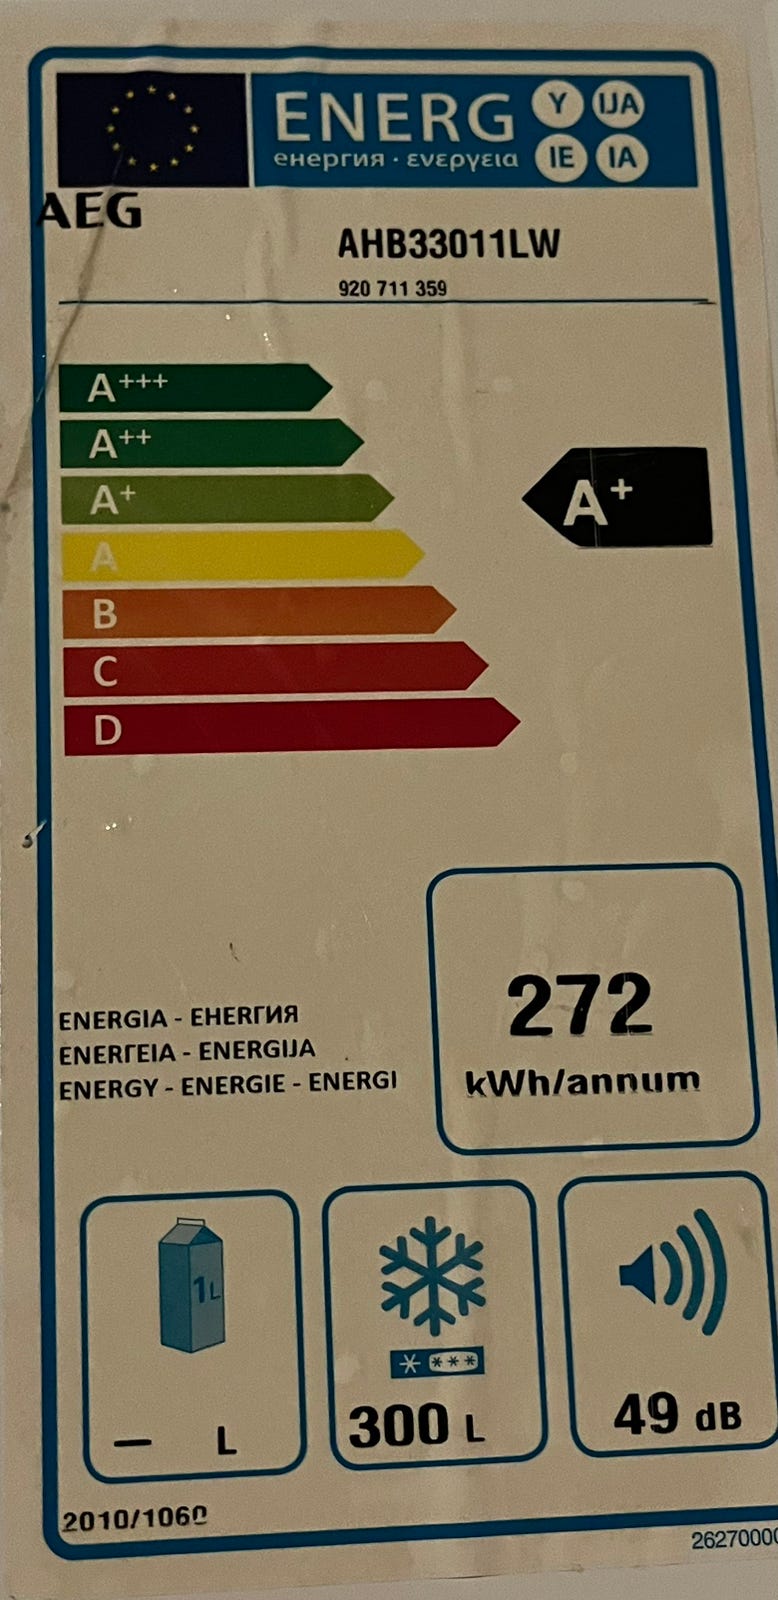 ENERG Y IJA
енергия · ενεργεια IE IA
AEG
AHB33011LW
920 711 359
A+++
A++
A+
A+
A
B
C
D
272
kWh/annum
ENERGIA - ЕНЕРГИЯ
ΕΝΕΡΓΕΙΑ - ENERGIJA
ENERGY - ENERGIE - ENERGI
1L
– L
300 L
49 dB
2010/1060